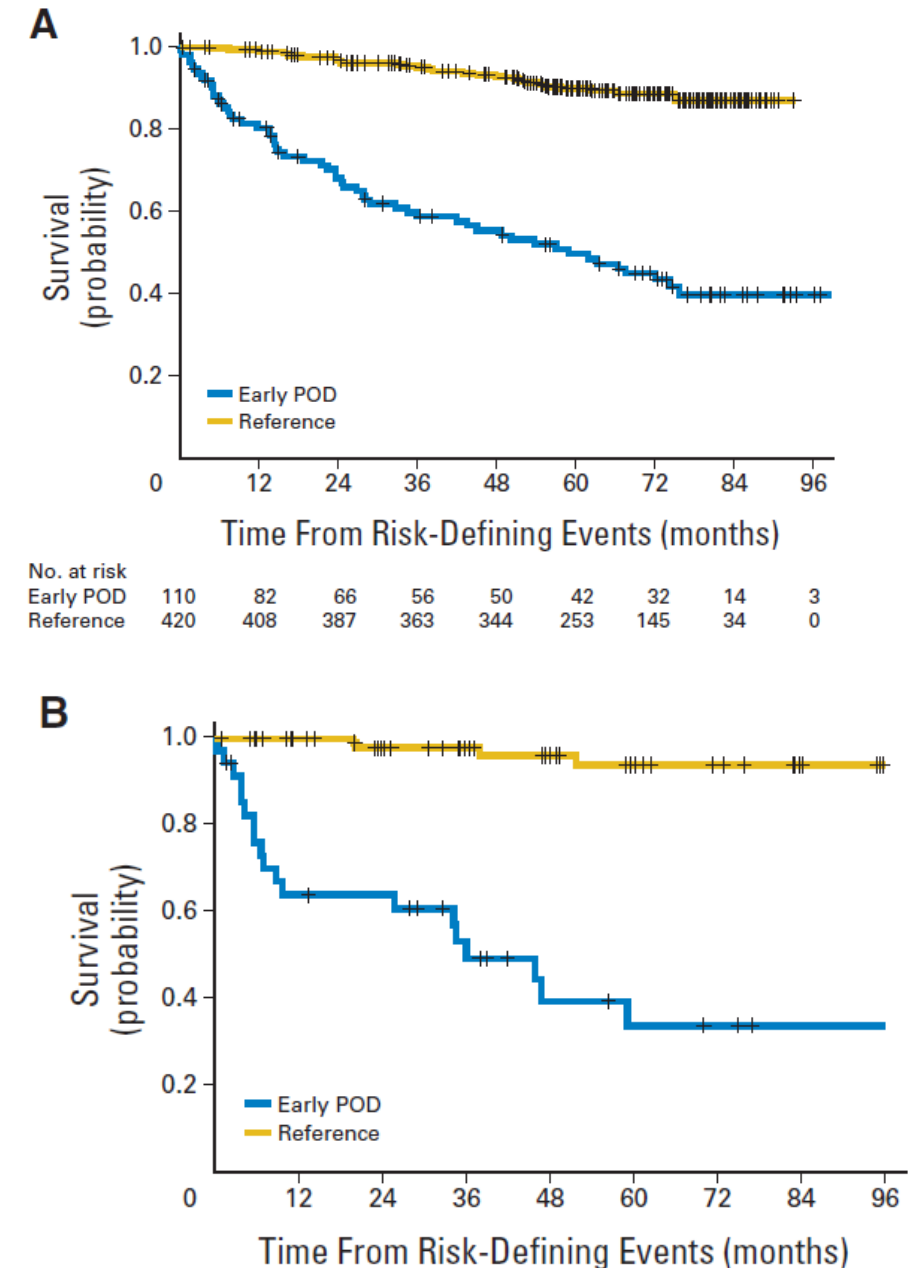 A
1.0
0.8
0.6
0.4
0.2
Survival
(probability)
Early POD
Reference
0 12 24 36 48 60 72 84 96
Time From Risk-Defining Events (months)
No. at risk
Early POD 110 82 66 56 50 42 32 14 3
Reference 420 408 387 363 344 253 145 34 0
B
1.0
0.8
0.6
0.4
0.2
Survival
(probability)
Early POD
Reference
0 12 24 36 48 60 72 84 96
Time From Risk-Defining Events (months)